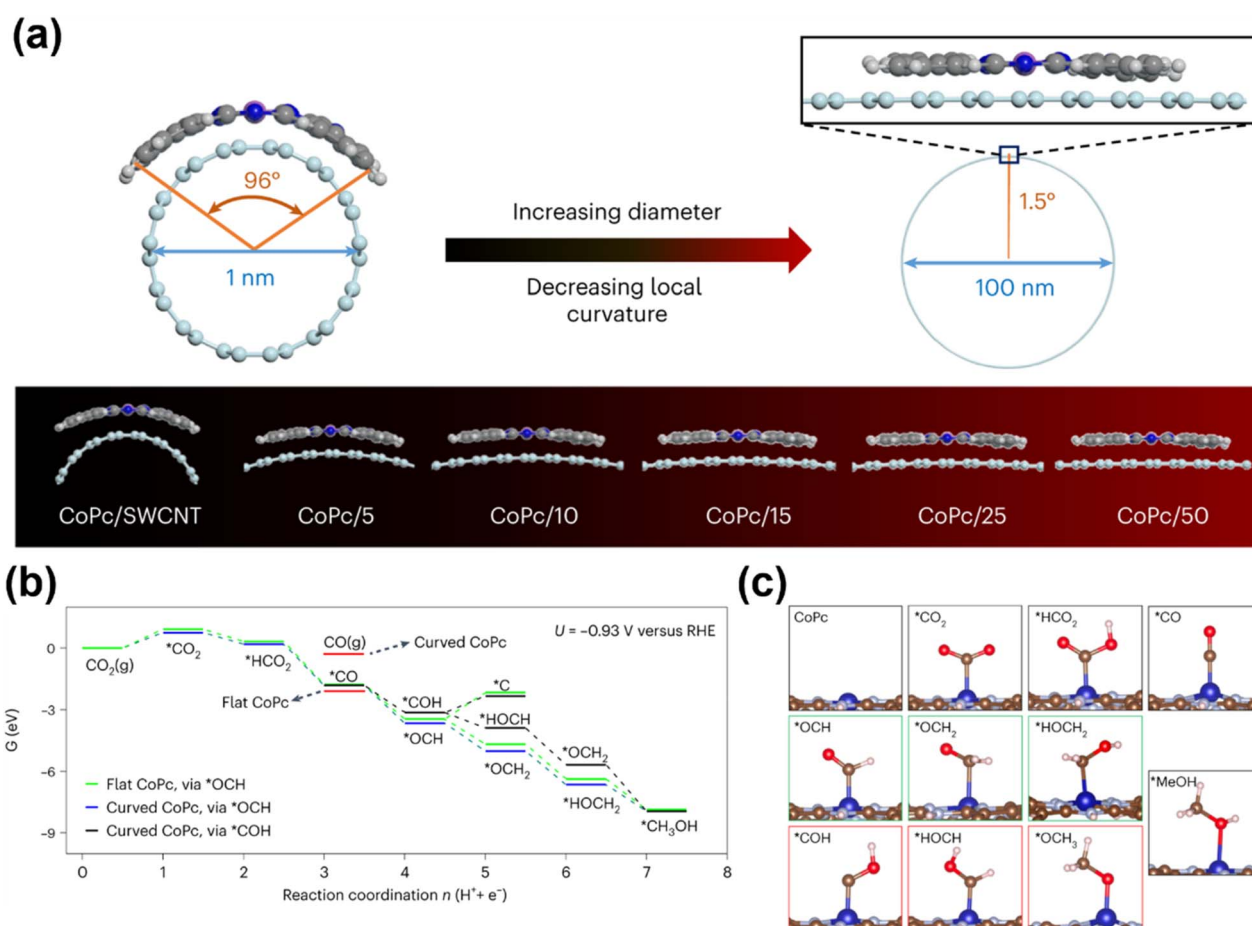 (a)
96°
1 nm
Increasing diameter
Decreasing local
curvature
1.5°
100 nm
CoPc/SWCNT
CoPc/5
CoPc/10
CoPc/15
CoPc/25
CoPc/50
(b)
U = −0.93 V versus RHE
G (eV)
0
−3
−6
−9
CO₂(g)
*CO₂
*HCO₂
CO(g)
Curved CoPc
*CO
Flat CoPc
*COH
*OCH
*C
*HOCH
*OCH₂
*OCH₂
*HOCH₂
*CH₃OH
Flat CoPc, via *OCH
Curved CoPc, via *OCH
Curved CoPc, via *COH
0 1 2 3 4 5 6 7 8
Reaction coordination n (H⁺+ e⁻)
(c)
CoPc
*CO₂
*HCO₂
*CO
*OCH
*OCH₂
*HOCH₂
*MeOH
*COH
*HOCH
*OCH₃